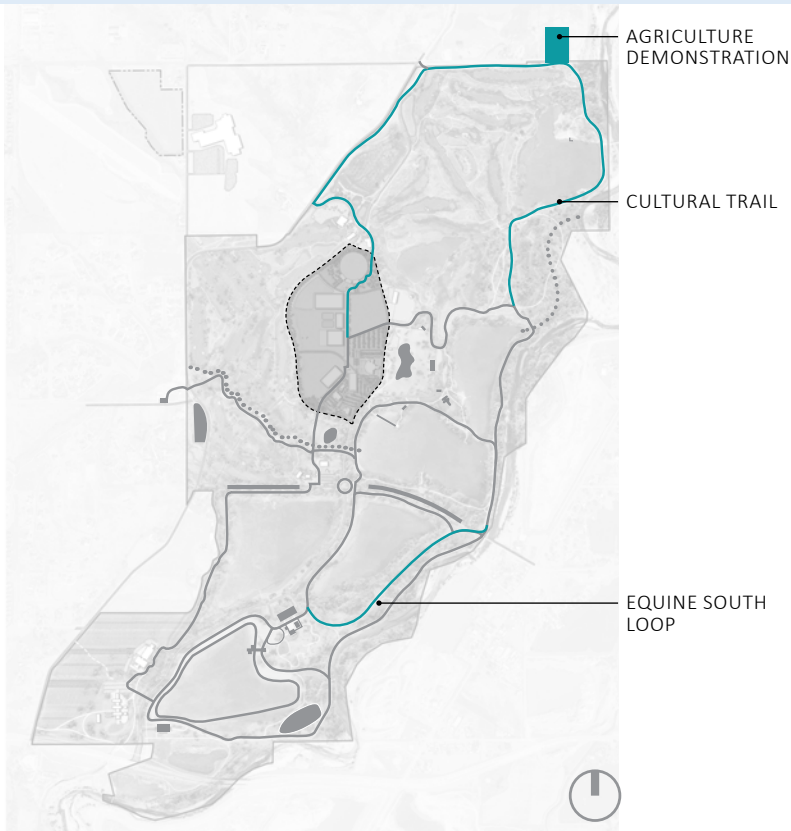 AGRICULTURE
DEMONSTRATION
CULTURAL TRAIL
EQUINE SOUTH
LOOP